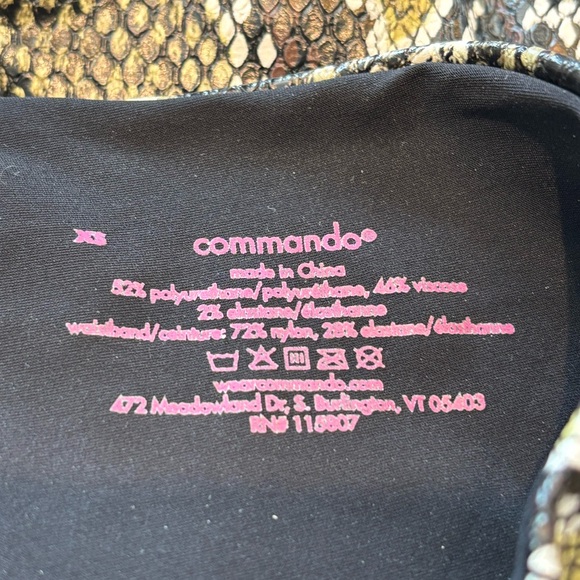 XS
commando®
made in China
52% polyurethane/polyuréthane, 46% viscose
2% elastane/élasthanne
waistband/ceinture: 72% nylon, 28% elastane/élasthanne
wearcommando.com
472 Meadowland Dr, S. Burlington, VT 05403
RN# 115807